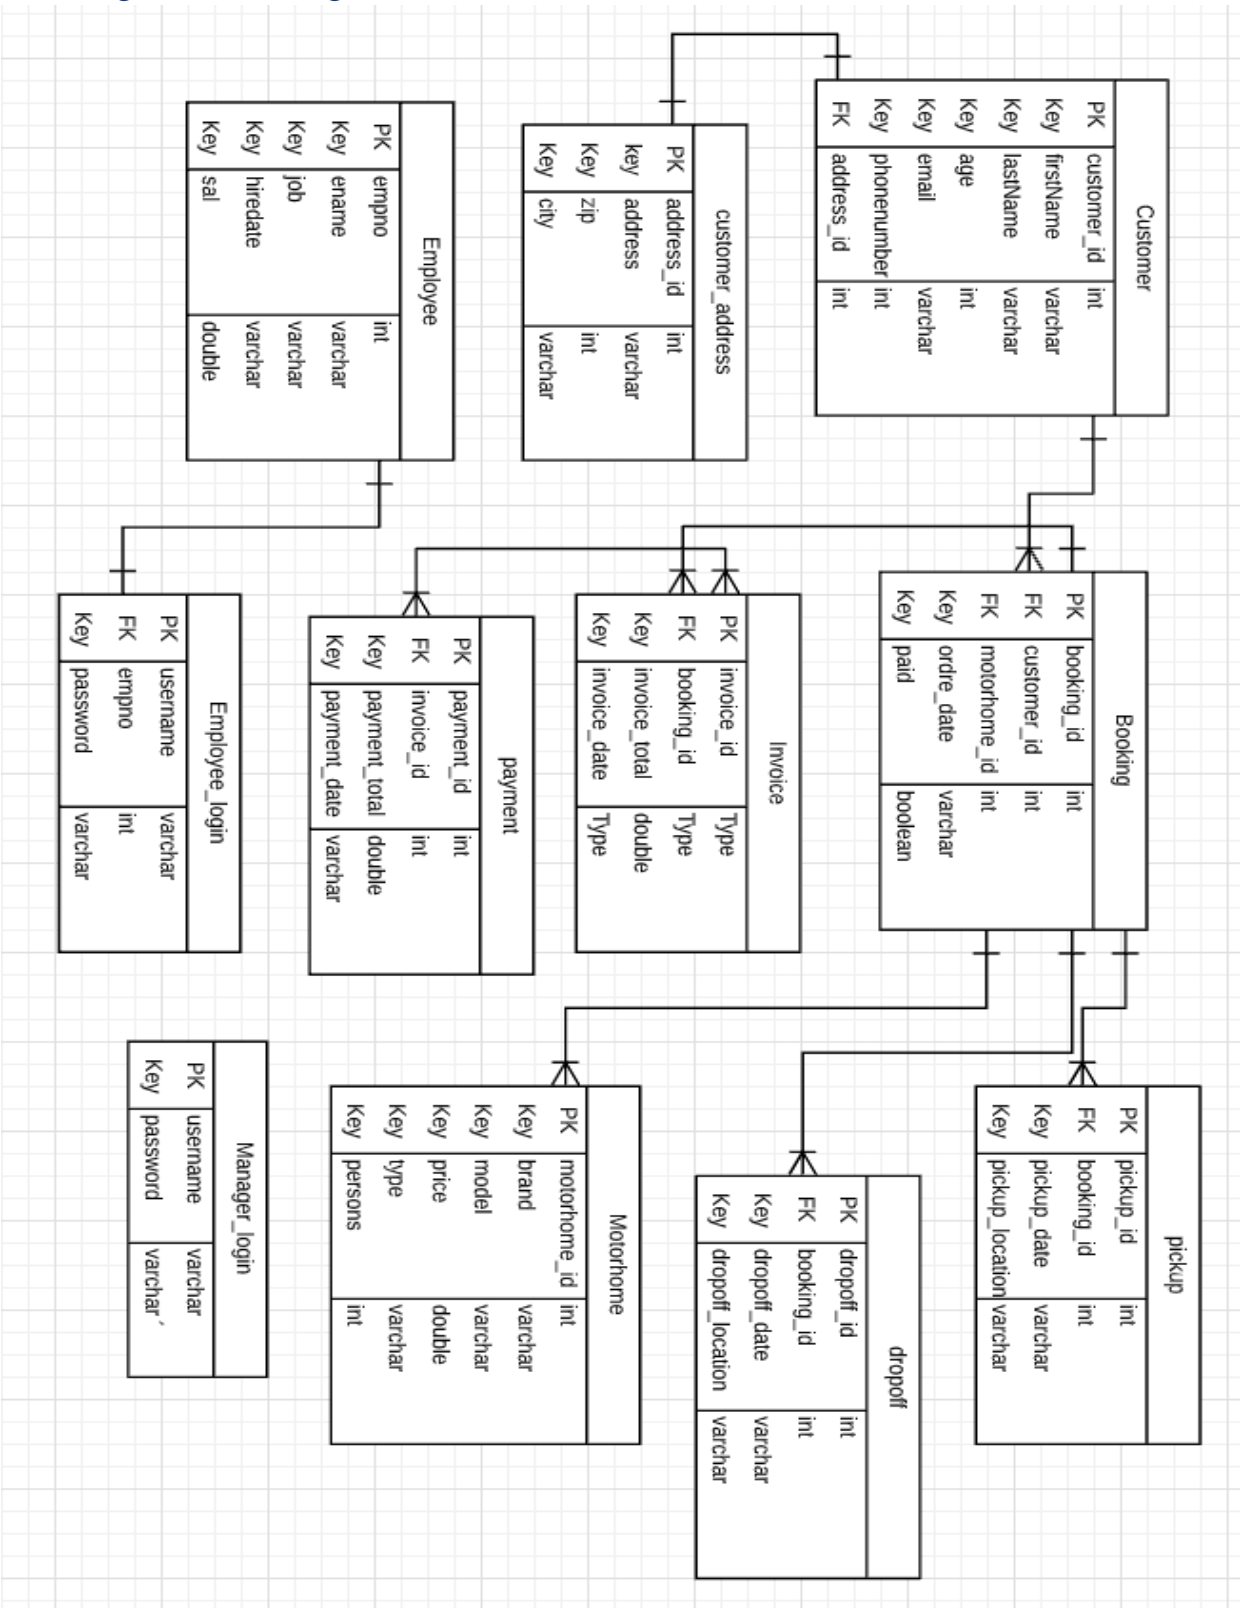 Customer
PK customer_id int
Key firstName varchar
Key lastName varchar
Key age int
Key email varchar
Key phonenumber int
FK address_id int
customer_address
PK address_id int
key address varchar
Key zip int
Key city varchar
Employee
PK empno int
Key ename varchar
Key job varchar
Key hiredate varchar
Key sal double
Booking
PK booking_id int
FK customer_id int
FK motorhome_id int
Key ordre_date varchar
Key paid boolean
Invoice
PK invoice_id Type
FK booking_id Type
Key invoice_total double
Key invoice_date Type
payment
PK payment_id int
FK invoice_id int
Key payment_total double
Key payment_date varchar
Employee_login
PK username varchar
FK empno int
Key password varchar
pickup
PK pickup_id int
FK booking_id int
Key pickup_date varchar
Key pickup_location varchar
dropoff
PK dropoff_id int
FK booking_id int
Key dropoff_date varchar
Key dropoff_location varchar
Motorhome
PK motorhome_id int
Key brand varchar
Key model varchar
Key price double
Key type varchar
Key persons int
Manager_login
PK username varchar
Key password varchar´